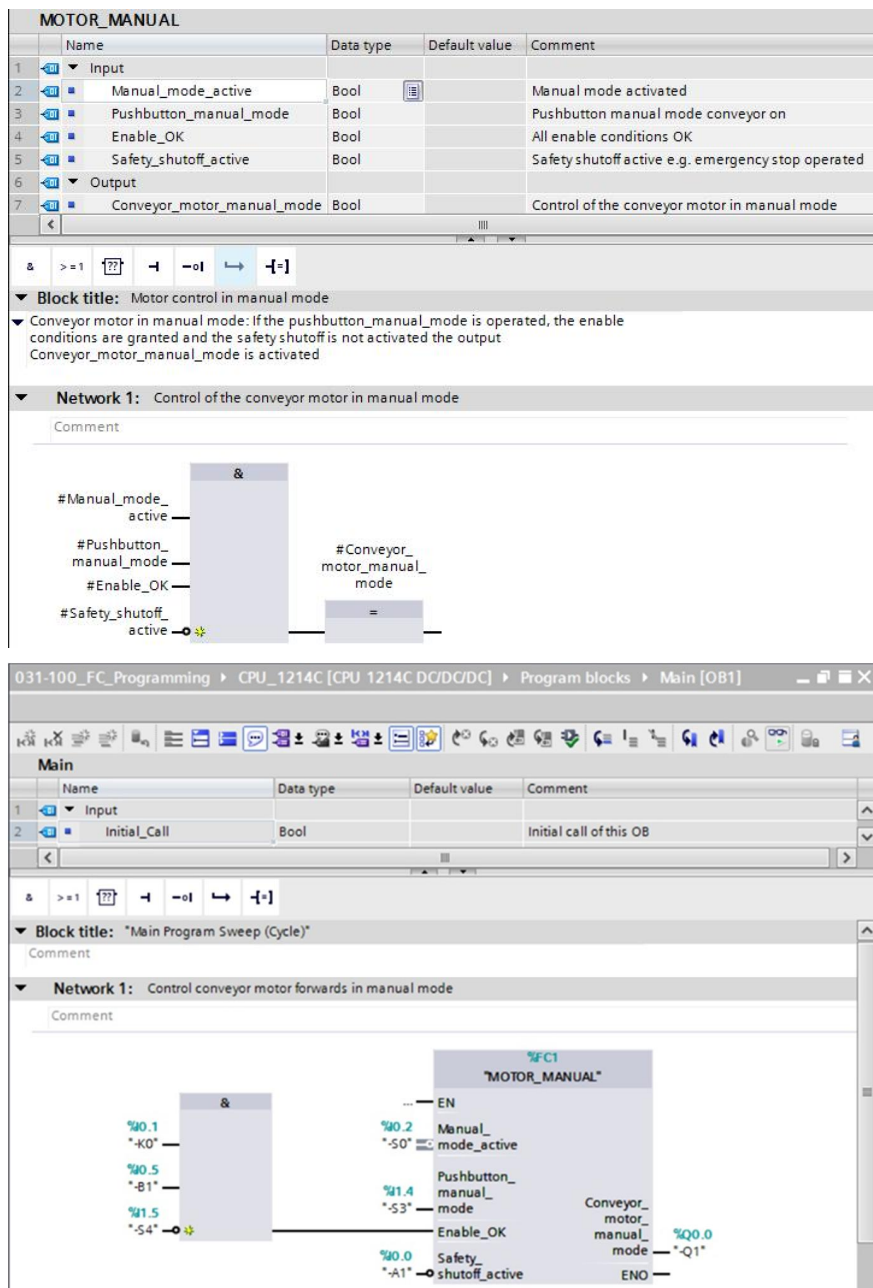 MOTOR_MANUAL
Name Data type Default value Comment
1 Input
2 Manual_mode_active Bool Manual mode activated
3 Pushbutton_manual_mode Bool Pushbutton manual mode conveyor on
4 Enable_OK Bool All enable conditions OK
5 Safety_shutoff_active Bool Safety shutoff active e.g. emergency stop operated
6 Output
7 Conveyor_motor_manual_mode Bool Control of the conveyor motor in manual mode
& >=1 ??
Block title: Motor control in manual mode
Conveyor motor in manual mode: If the pushbutton_manual_mode is operated, the enable
conditions are granted and the safety shutoff is not activated the output
Conveyor_motor_manual_mode is activated
Network 1: Control of the conveyor motor in manual mode
Comment
&
#Manual_mode_
active
#Pushbutton_
manual_mode
#Enable_OK
#Safety_shutoff_
active
#Conveyor_
motor_manual_
mode
=
031-100_FC_Programming CPU_1214C [CPU 1214C DC/DC/DC] Program blocks Main [OB1]
Main
Name Data type Default value Comment
1 Input
2 Initial_Call Bool Initial call of this OB
& >=1 ??
Block title: "Main Program Sweep (Cycle)"
Comment
Network 1: Control conveyor motor forwards in manual mode
Comment
&
%I0.1
"-K0"
%I0.5
"-B1"
%I1.5
"-S4"
%FC1
"MOTOR_MANUAL"
... EN
%I0.2
"-S0"
Manual_
mode_active
%I1.4
"-S3"
Pushbutton_
manual_
mode
Enable_OK
%I0.0
"-A1"
Safety_
shutoff_active
Conveyor_
motor_
manual_
mode
%Q0.0
"-Q1"
ENO